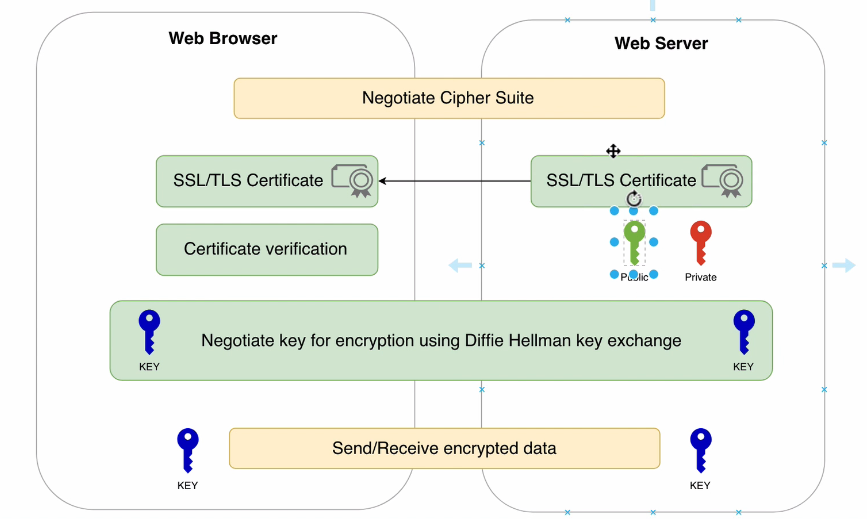 Web Browser
Web Server
Negotiate Cipher Suite
SSL/TLS Certificate
SSL/TLS Certificate
Certificate verification
Public
Private
Negotiate key for encryption using Diffie Hellman key exchange
KEY
KEY
Send/Receive encrypted data
KEY
KEY